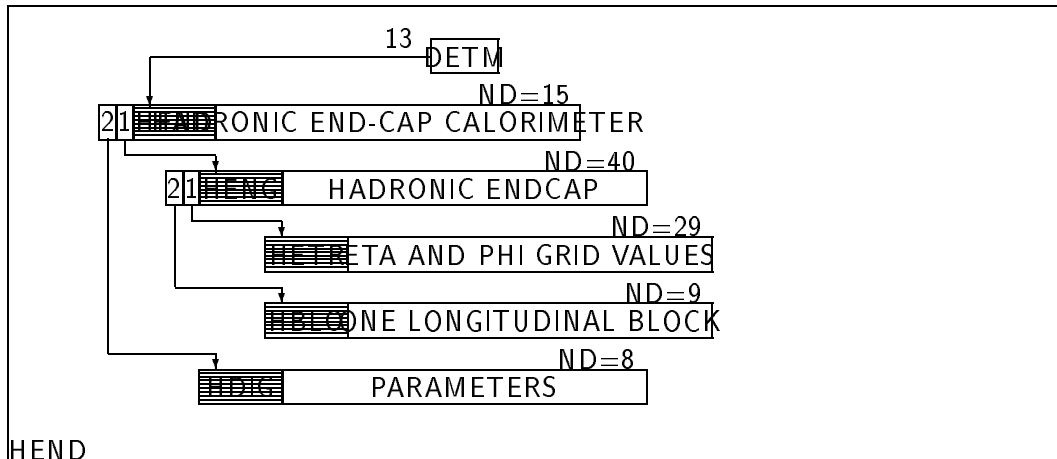 13 DETM
ND=15
2 1 HEND HADRONIC END-CAP CALORIMETER
ND=40
2 1 HENG HADRONIC ENDCAP
ND=29
HETR ETA AND PHI GRID VALUES
ND=9
HBLO ONE LONGITUDINAL BLOCK
ND=8
HDIG PARAMETERS
HEND